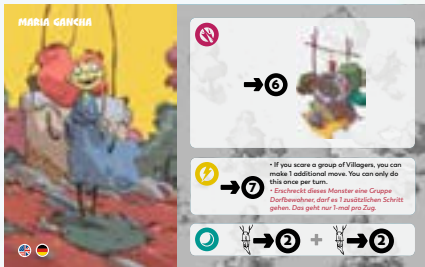 MARIA GANCHA
6
7
• If you scare a group of Villagers, you can
make 1 additional move. You can only do
this once per turn.
• Erschreckt dieses Monster eine Gruppe
Dorfbewohner, darf es 1 zusätzlichen Schritt
gehen. Das geht nur 1-mal pro Zug.
2 + 2